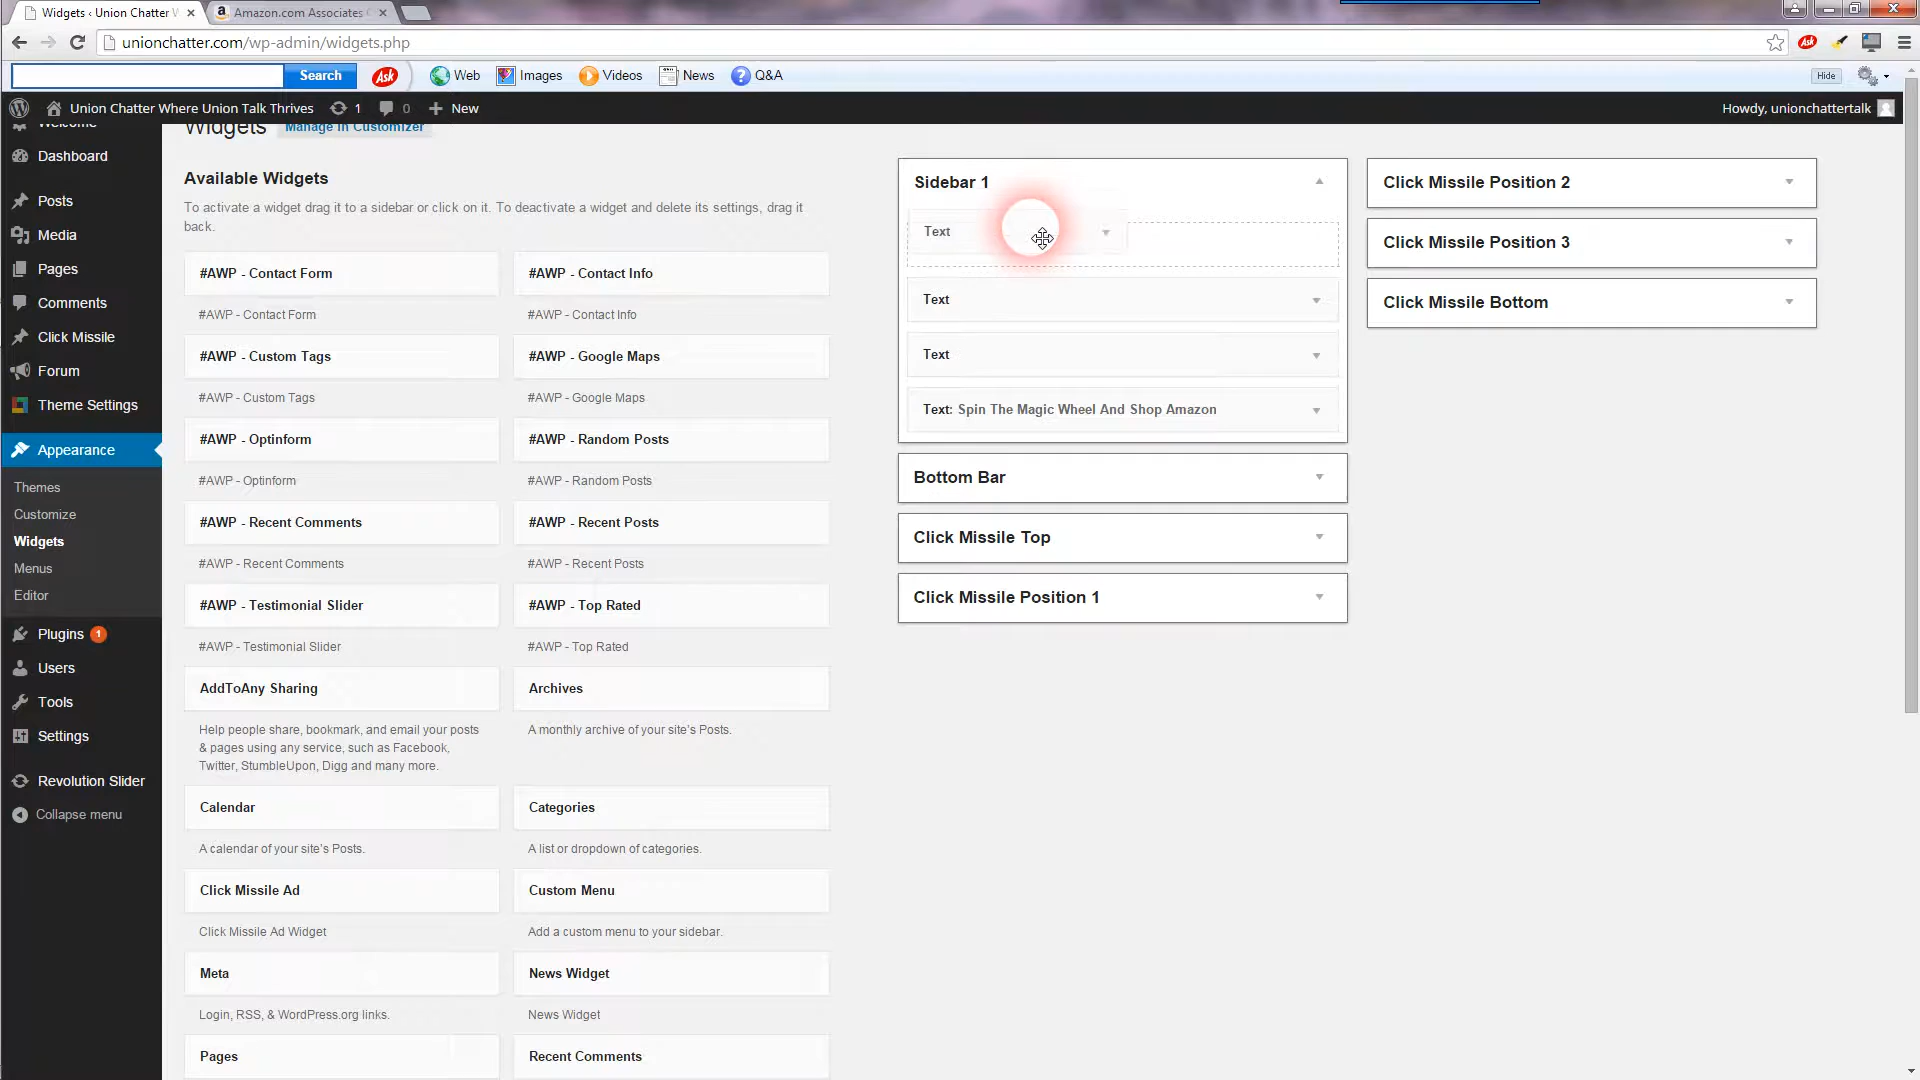 Widgets ‹ Union Chatter W
Amazon.com Associates C
unionchatter.com/wp-admin/widgets.php
Search
Ask
Web
Images
Videos
News
Q&A
Hide
Union Chatter Where Union Talk Thrives
1
0
New
Howdy, unionchattertalk
Welcome
Dashboard
Posts
Media
Pages
Comments
Click Missile
Forum
Theme Settings
Appearance
Themes
Customize
Widgets
Menus
Editor
Plugins 1
Users
Tools
Settings
Revolution Slider
Collapse menu
Widgets
Manage in Customizer
Available Widgets
To activate a widget drag it to a sidebar or click on it. To deactivate a widget and delete its settings, drag it
back.
#AWP - Contact Form
#AWP - Contact Form
#AWP - Contact Info
#AWP - Contact Info
#AWP - Custom Tags
#AWP - Custom Tags
#AWP - Google Maps
#AWP - Google Maps
#AWP - Optinform
#AWP - Optinform
#AWP - Random Posts
#AWP - Random Posts
#AWP - Recent Comments
#AWP - Recent Comments
#AWP - Recent Posts
#AWP - Recent Posts
#AWP - Testimonial Slider
#AWP - Testimonial Slider
#AWP - Top Rated
#AWP - Top Rated
AddToAny Sharing
Help people share, bookmark, and email your posts
& pages using any service, such as Facebook,
Twitter, StumbleUpon, Digg and many more.
Archives
A monthly archive of your site's Posts.
Calendar
A calendar of your site's Posts.
Categories
A list or dropdown of categories.
Click Missile Ad
Click Missile Ad Widget
Custom Menu
Add a custom menu to your sidebar.
Meta
Login, RSS, & WordPress.org links.
News Widget
News Widget
Pages
Recent Comments
Sidebar 1
Text
Text
Text
Text: Spin The Magic Wheel And Shop Amazon
Bottom Bar
Click Missile Top
Click Missile Position 1
Click Missile Position 2
Click Missile Position 3
Click Missile Bottom